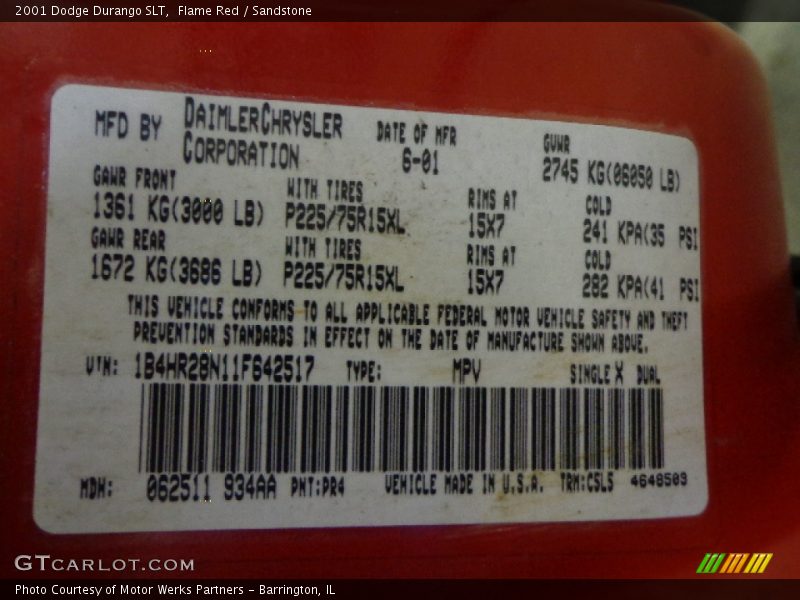 2001 Dodge Durango SLT,  Flame Red / Sandstone
MFD BY DAIMLERCHRYSLER CORPORATION DATE OF MFR 6-01 GVWR 2745 KG(06050 LB)
GAWR FRONT WITH TIRES RIMS AT COLD
1361 KG(3000 LB) P225/75R15XL 15X7 241 KPA(35 PSI
GAWR REAR WITH TIRES RIMS AT COLD
1672 KG(3686 LB) P225/75R15XL 15X7 282 KPA(41 PSI
THIS VEHICLE CONFORMS TO ALL APPLICABLE FEDERAL MOTOR VEHICLE SAFETY AND THEFT
PREVENTION STANDARDS IN EFFECT ON THE DATE OF MANUFACTURE SHOWN ABOVE.
VIN: 1B4HR28N11F642517 TYPE: MPV SINGLE X DUAL
MDH: 062511 934AA PNT:PR4 VEHICLE MADE IN U.S.A. TRM:CSL5 4648509
GTCARLOT.COM
Photo Courtesy of Motor Werks Partners - Barrington, IL